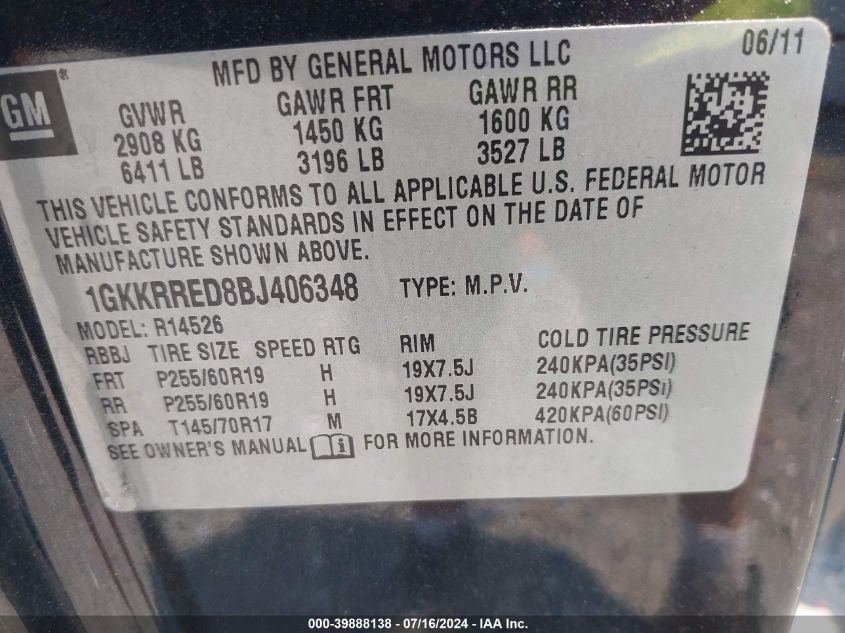 MFD BY GENERAL MOTORS LLC 06/11
GM®
GVWR GAWR FRT GAWR RR
2908 KG 1450 KG 1600 KG
6411 LB 3196 LB 3527 LB
THIS VEHICLE CONFORMS TO ALL APPLICABLE U.S. FEDERAL MOTOR
VEHICLE SAFETY STANDARDS IN EFFECT ON THE DATE OF
MANUFACTURE SHOWN ABOVE.
1GKKRRED8BJ406348 TYPE: M.P.V.
MODEL: R14526
RBBJ TIRE SIZE SPEED RTG RIM COLD TIRE PRESSURE
FRT P255/60R19 H 19X7.5J 240KPA(35PSI)
RR P255/60R19 H 19X7.5J 240KPA(35PSI)
SPA T145/70R17 M 17X4.5B 420KPA(60PSI)
SEE OWNER'S MANUAL i FOR MORE INFORMATION.
000-39888138 - 07/16/2024 - IAA Inc.